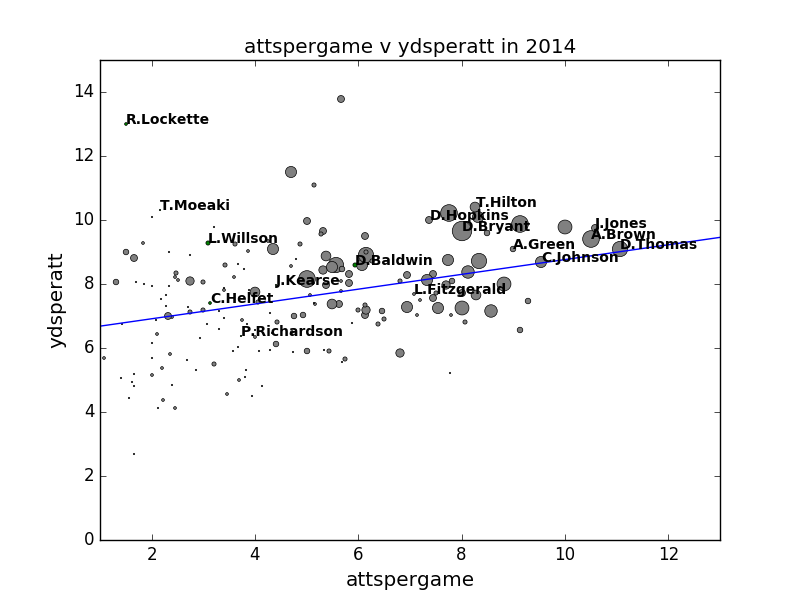 attspergame v ydsperatt in 2014
14
R.Lockette
12
T.Moeaki
T.Hilton
10
D.Hopkins
J.Jones
D.Bryant
A.Brown
L.Willson
A.Green
D.Thomas
D.Baldwin
C.Johnson
8
J.Kearse
L.Fitzgerald
C.Helfet
P.Richardson
6
4
2
0
2 4 6 8 10 12
ydsperatt
attspergame